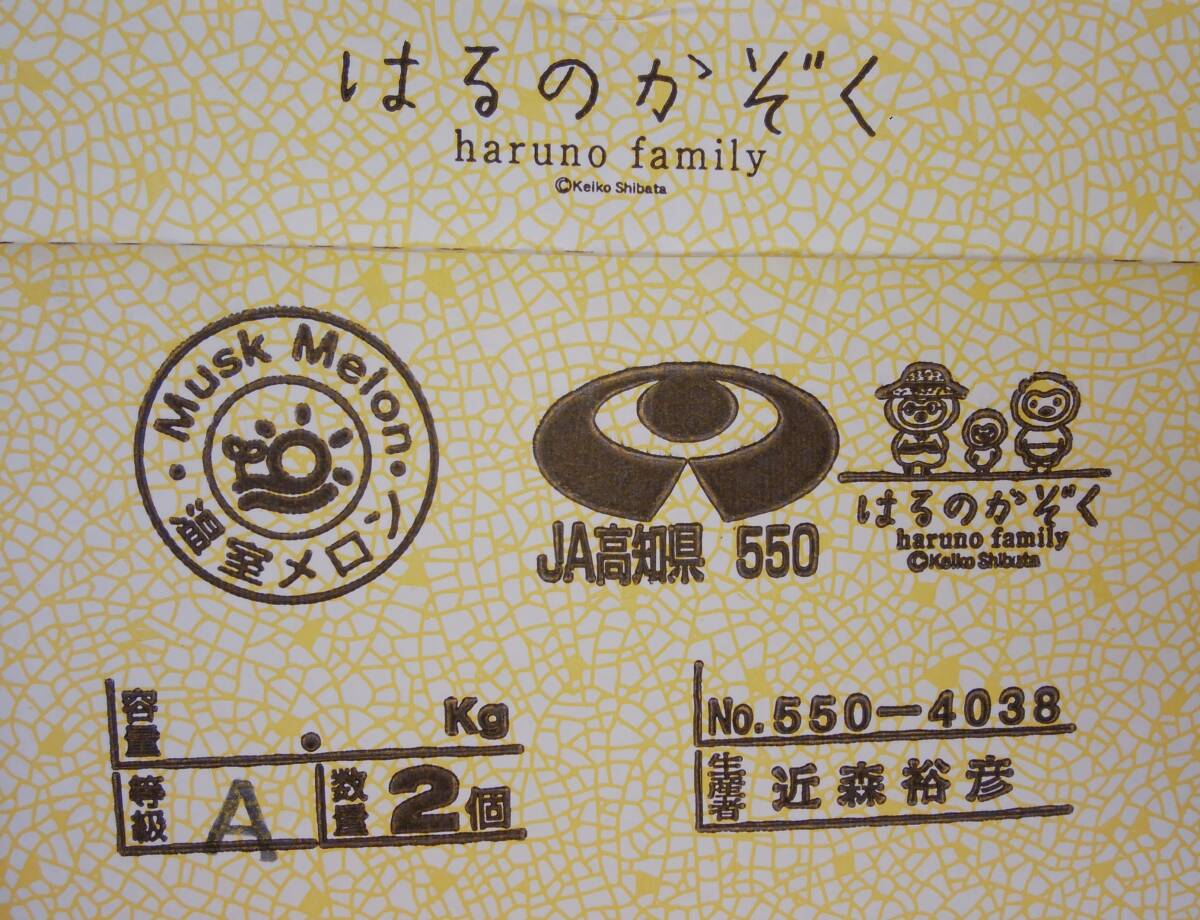 はるのかぞく
haruno family
©Keiko Shibata
・Musk Melon・
温室メロン
JA高知県 550
はるのかぞく
haruno family
©Keiko Shibata
容量 . Kg
等級 A 数量 2個
No.550-4038
生産者 近森裕彦